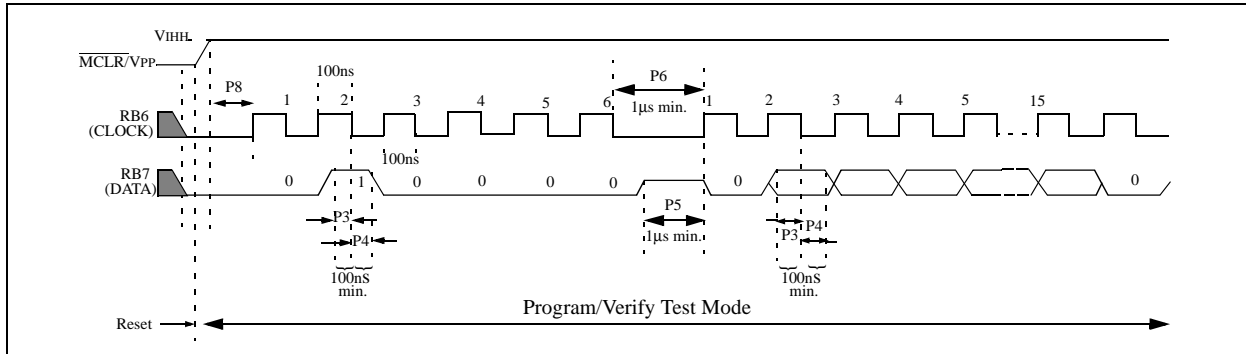 VIHH
MCLR/VPP
100ns
P8
P6
1 2 3 4 5 6 1 2 3 4 5 15
1µs min.
RB6
(CLOCK)
100ns
RB7
(DATA)
0 1 0 0 0 0 0 0
P3
P4
100ns
min.
P5
1µs min.
P3
P4
100ns
min.
Program/Verify Test Mode
Reset